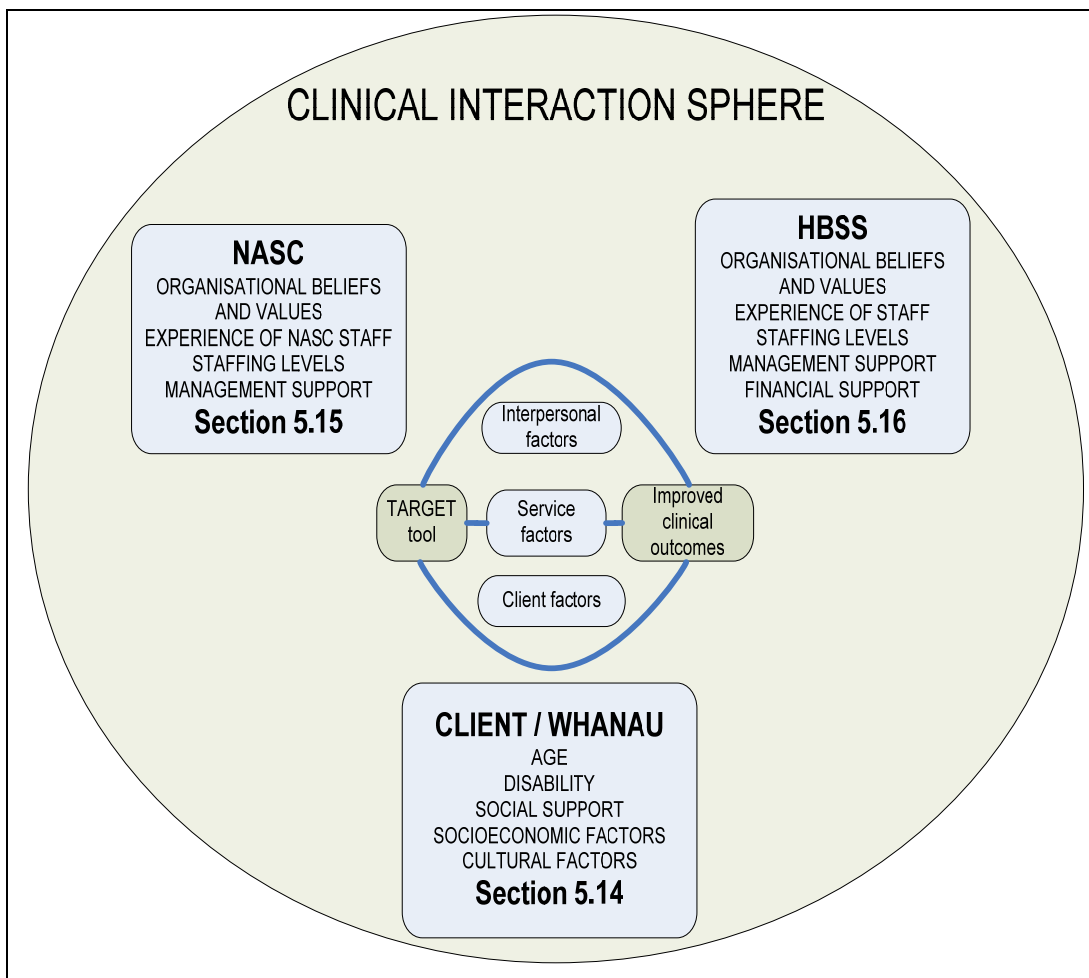 CLINICAL INTERACTION SPHERE
NASC
ORGANISATIONAL BELIEFS
AND VALUES
EXPERIENCE OF NASC STAFF
STAFFING LEVELS
MANAGEMENT SUPPORT
Section 5.15
HBSS
ORGANISATIONAL BELIEFS
AND VALUES
EXPERIENCE OF STAFF
STAFFING LEVELS
MANAGEMENT SUPPORT
FINANCIAL SUPPORT
Section 5.16
Interpersonal
factors
TARGET
tool
Service
factors
Improved
clinical
outcomes
Client factors
CLIENT / WHANAU
AGE
DISABILITY
SOCIAL SUPPORT
SOCIOECONOMIC FACTORS
CULTURAL FACTORS
Section 5.14